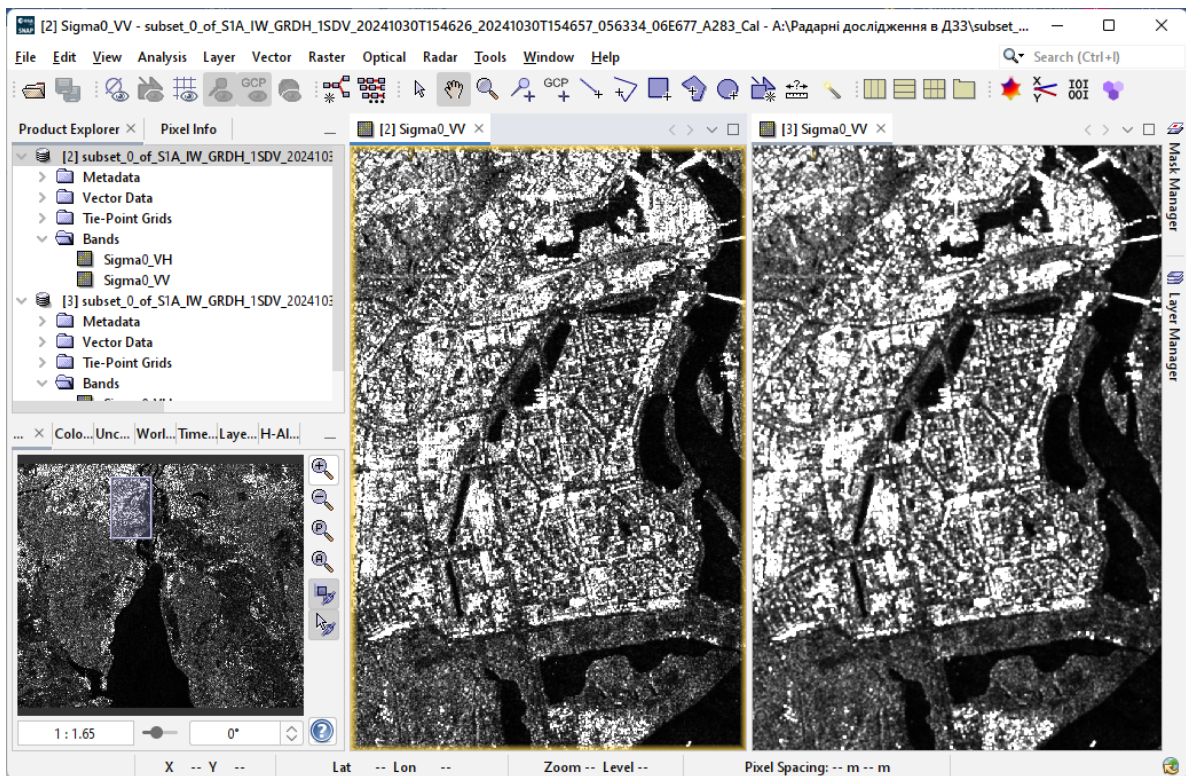 [2] Sigma0_VV - subset_0_of_S1A_IW_GRDH_1SDV_20241030T154626_20241030T154657_056334_06E677_A283_Cal - A:\Радарні дослідження в ДЗЗ\subset_...
File Edit View Analysis Layer Vector Raster Optical Radar Tools Window Help Search (Ctrl+I)
GCP GCP
Product Explorer Pixel Info [2] Sigma0_VV [3] Sigma0_VV
[2] subset_0_of_S1A_IW_GRDH_1SDV_2024103
Metadata
Vector Data
Tie-Point Grids
Bands
Sigma0_VH
Sigma0_VV
[3] subset_0_of_S1A_IW_GRDH_1SDV_2024103
Metadata
Vector Data
Tie-Point Grids
Bands
Mask Manager
Layer Manager
... Colo... Unc... Worl... Time... Laye... H-Al...
1 : 1.65 0°
X -- Y -- Lat -- Lon -- Zoom -- Level -- Pixel Spacing: -- m -- m